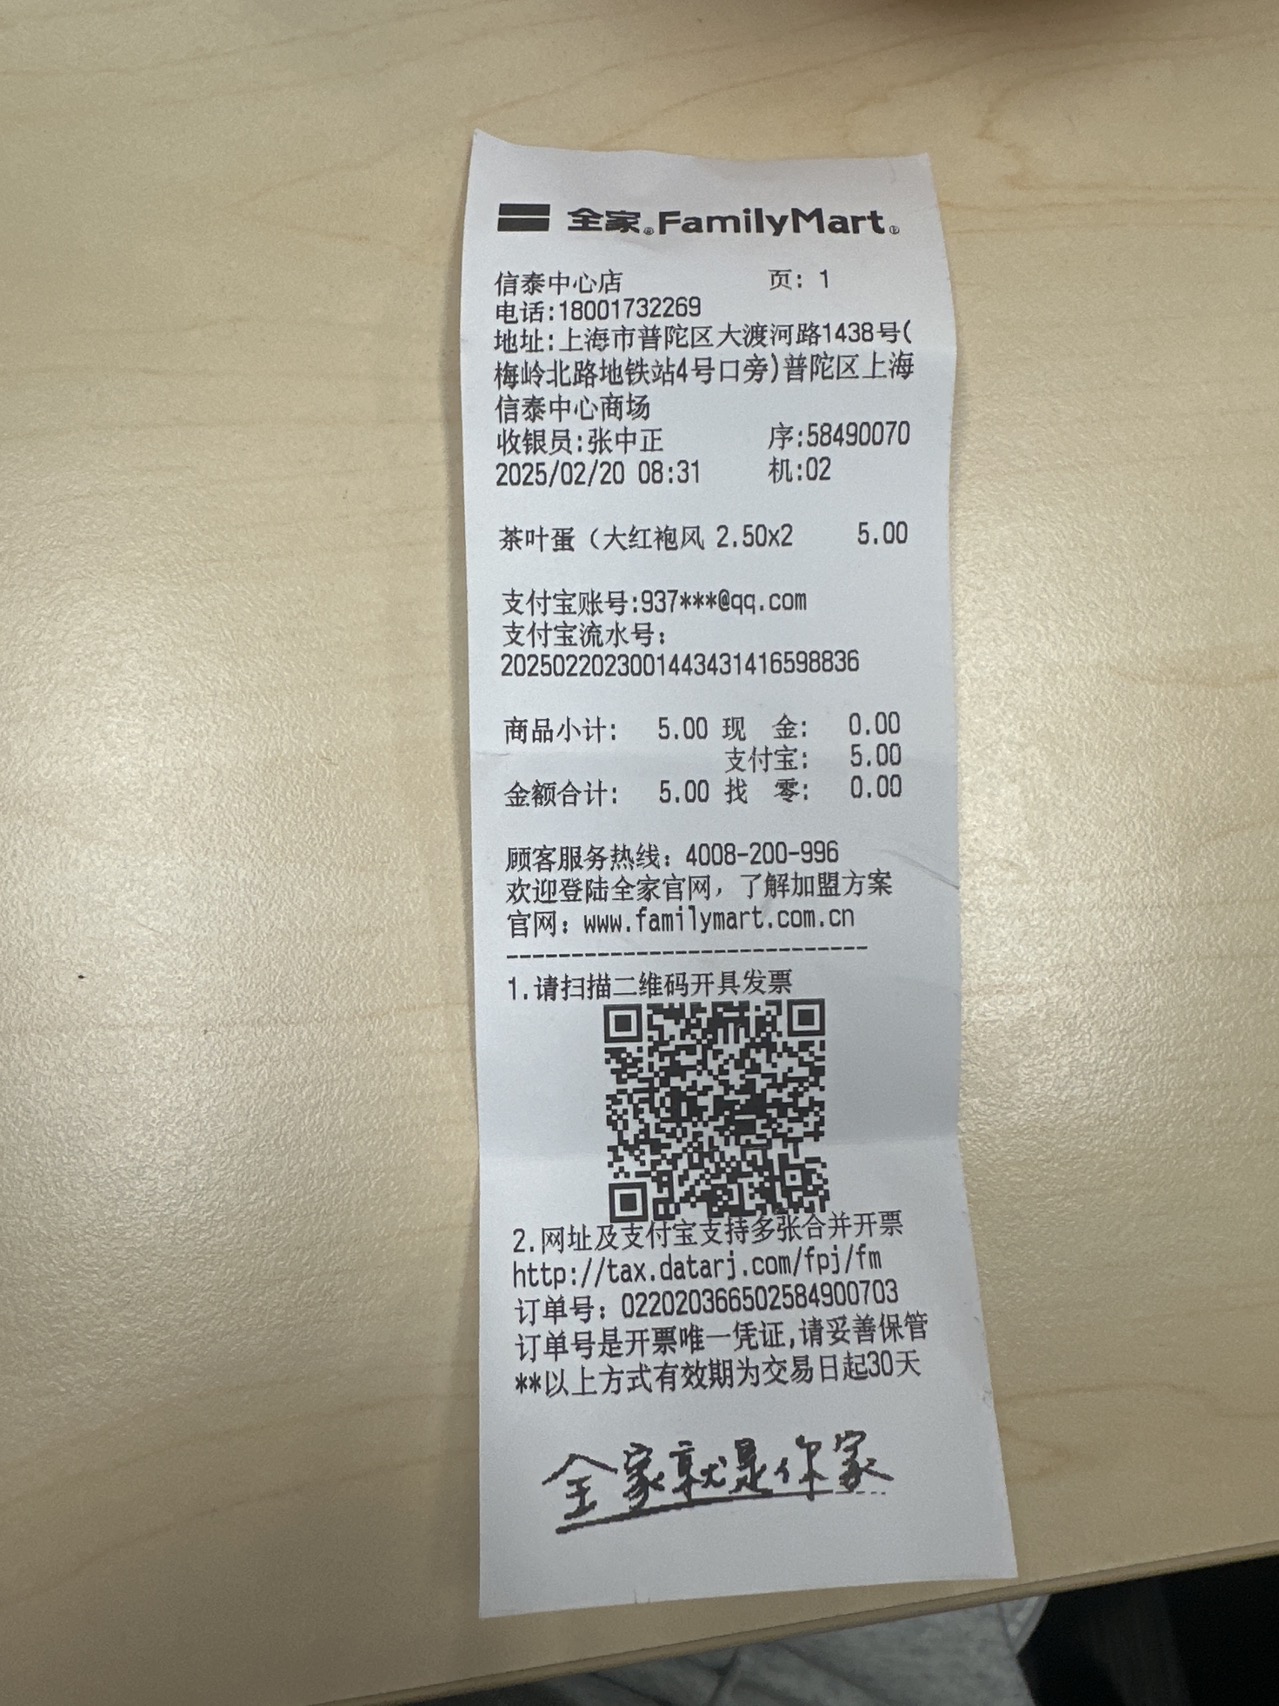 全家® FamilyMart®
信泰中心店 页: 1
电话:18001732269
地址:上海市普陀区大渡河路1438号(
梅岭北路地铁站4号口旁)普陀区上海
信泰中心商场
收银员:张中正 序:58490070
2025/02/20 08:31 机:02
茶叶蛋（大红袍风 2.50x2 5.00
支付宝账号:937***@qq.com
支付宝流水号:
2025022023001443431416598836
商品小计: 5.00 现 金: 0.00
支付宝: 5.00
金额合计: 5.00 找 零: 0.00
顾客服务热线: 4008-200-996
欢迎登陆全家官网，了解加盟方案
官网: www.familymart.com.cn
----------------------------
1.请扫描二维码开具发票
2.网址及支付宝支持多张合并开票
http://tax.datarj.com/fpj/fm
订单号: 022020366502584900703
订单号是开票唯一凭证,请妥善保管
**以上方式有效期为交易日起30天
全家就是你家